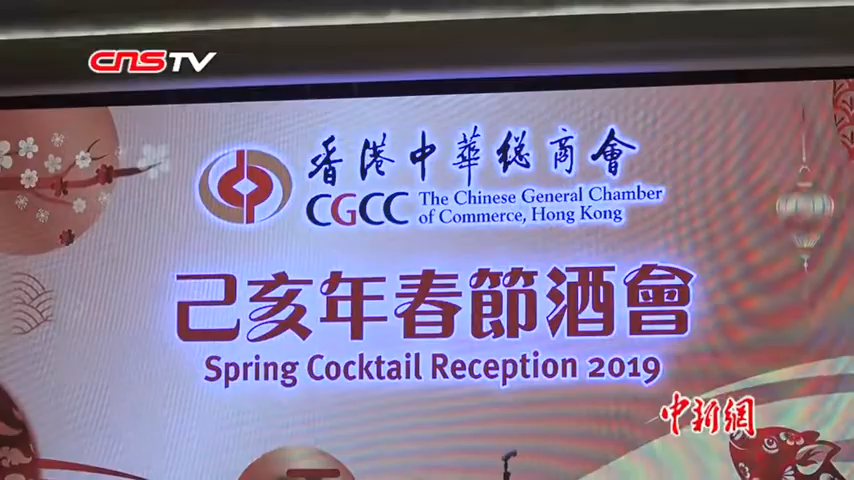 CNSTV
香港中華總商會
CGCC The Chinese General Chamber
of Commerce, Hong Kong
己亥年春節酒會
Spring Cocktail Reception 2019
中新網